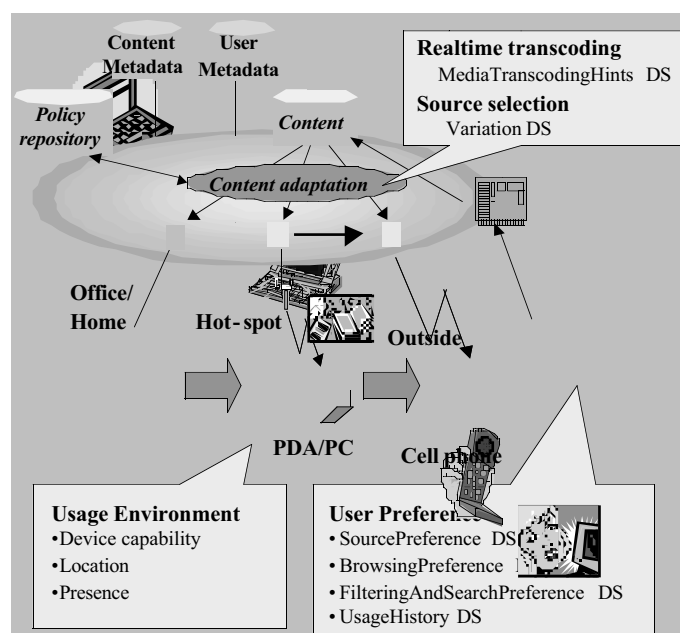 Content
Metadata
User
Metadata
Realtime transcoding
MediaTranscodingHints DS
Source selection
Variation DS
Policy
repository
Content
Content adaptation
Office/
Home
Hot-spot
Outside
PDA/PC
Cell phone
Usage Environment
•Device capability
•Location
•Presence
User Preference
• SourcePreference DS
• BrowsingPreference
• FilteringAndSearchPreference DS
• UsageHistory DS